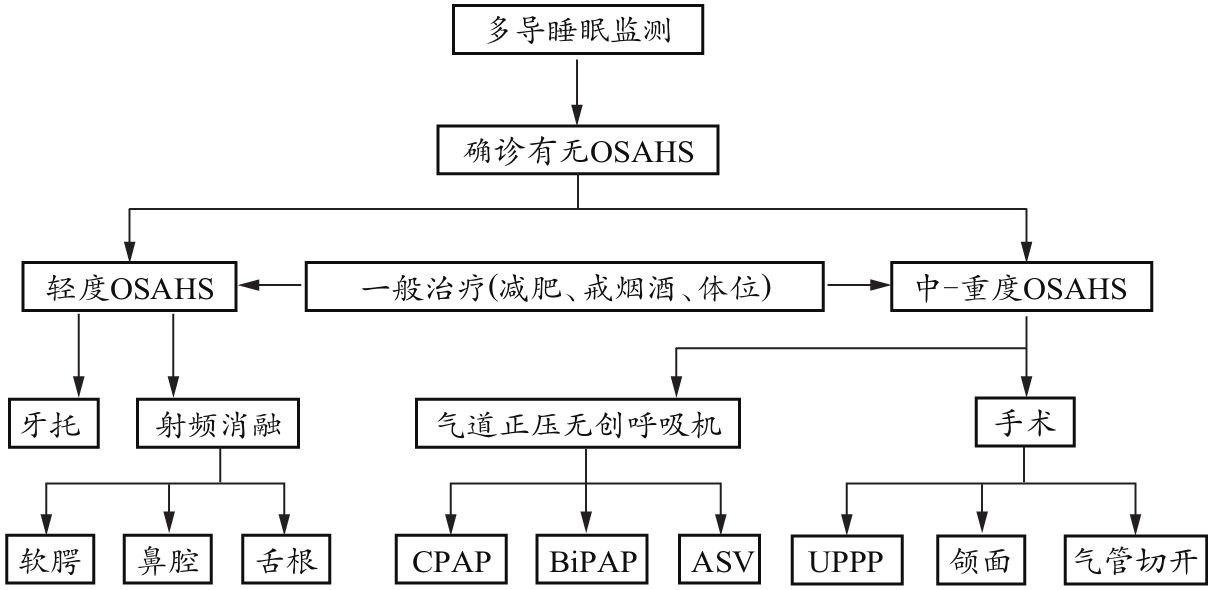 多导睡眠监测
确诊有无OSAHS
轻度OSAHS
一般治疗(减肥、戒烟酒、体位)
中-重度OSAHS
牙托
射频消融
气道正压无创呼吸机
手术
软腭
鼻腔
舌根
CPAP
BiPAP
ASV
UPPP
颌面
气管切开